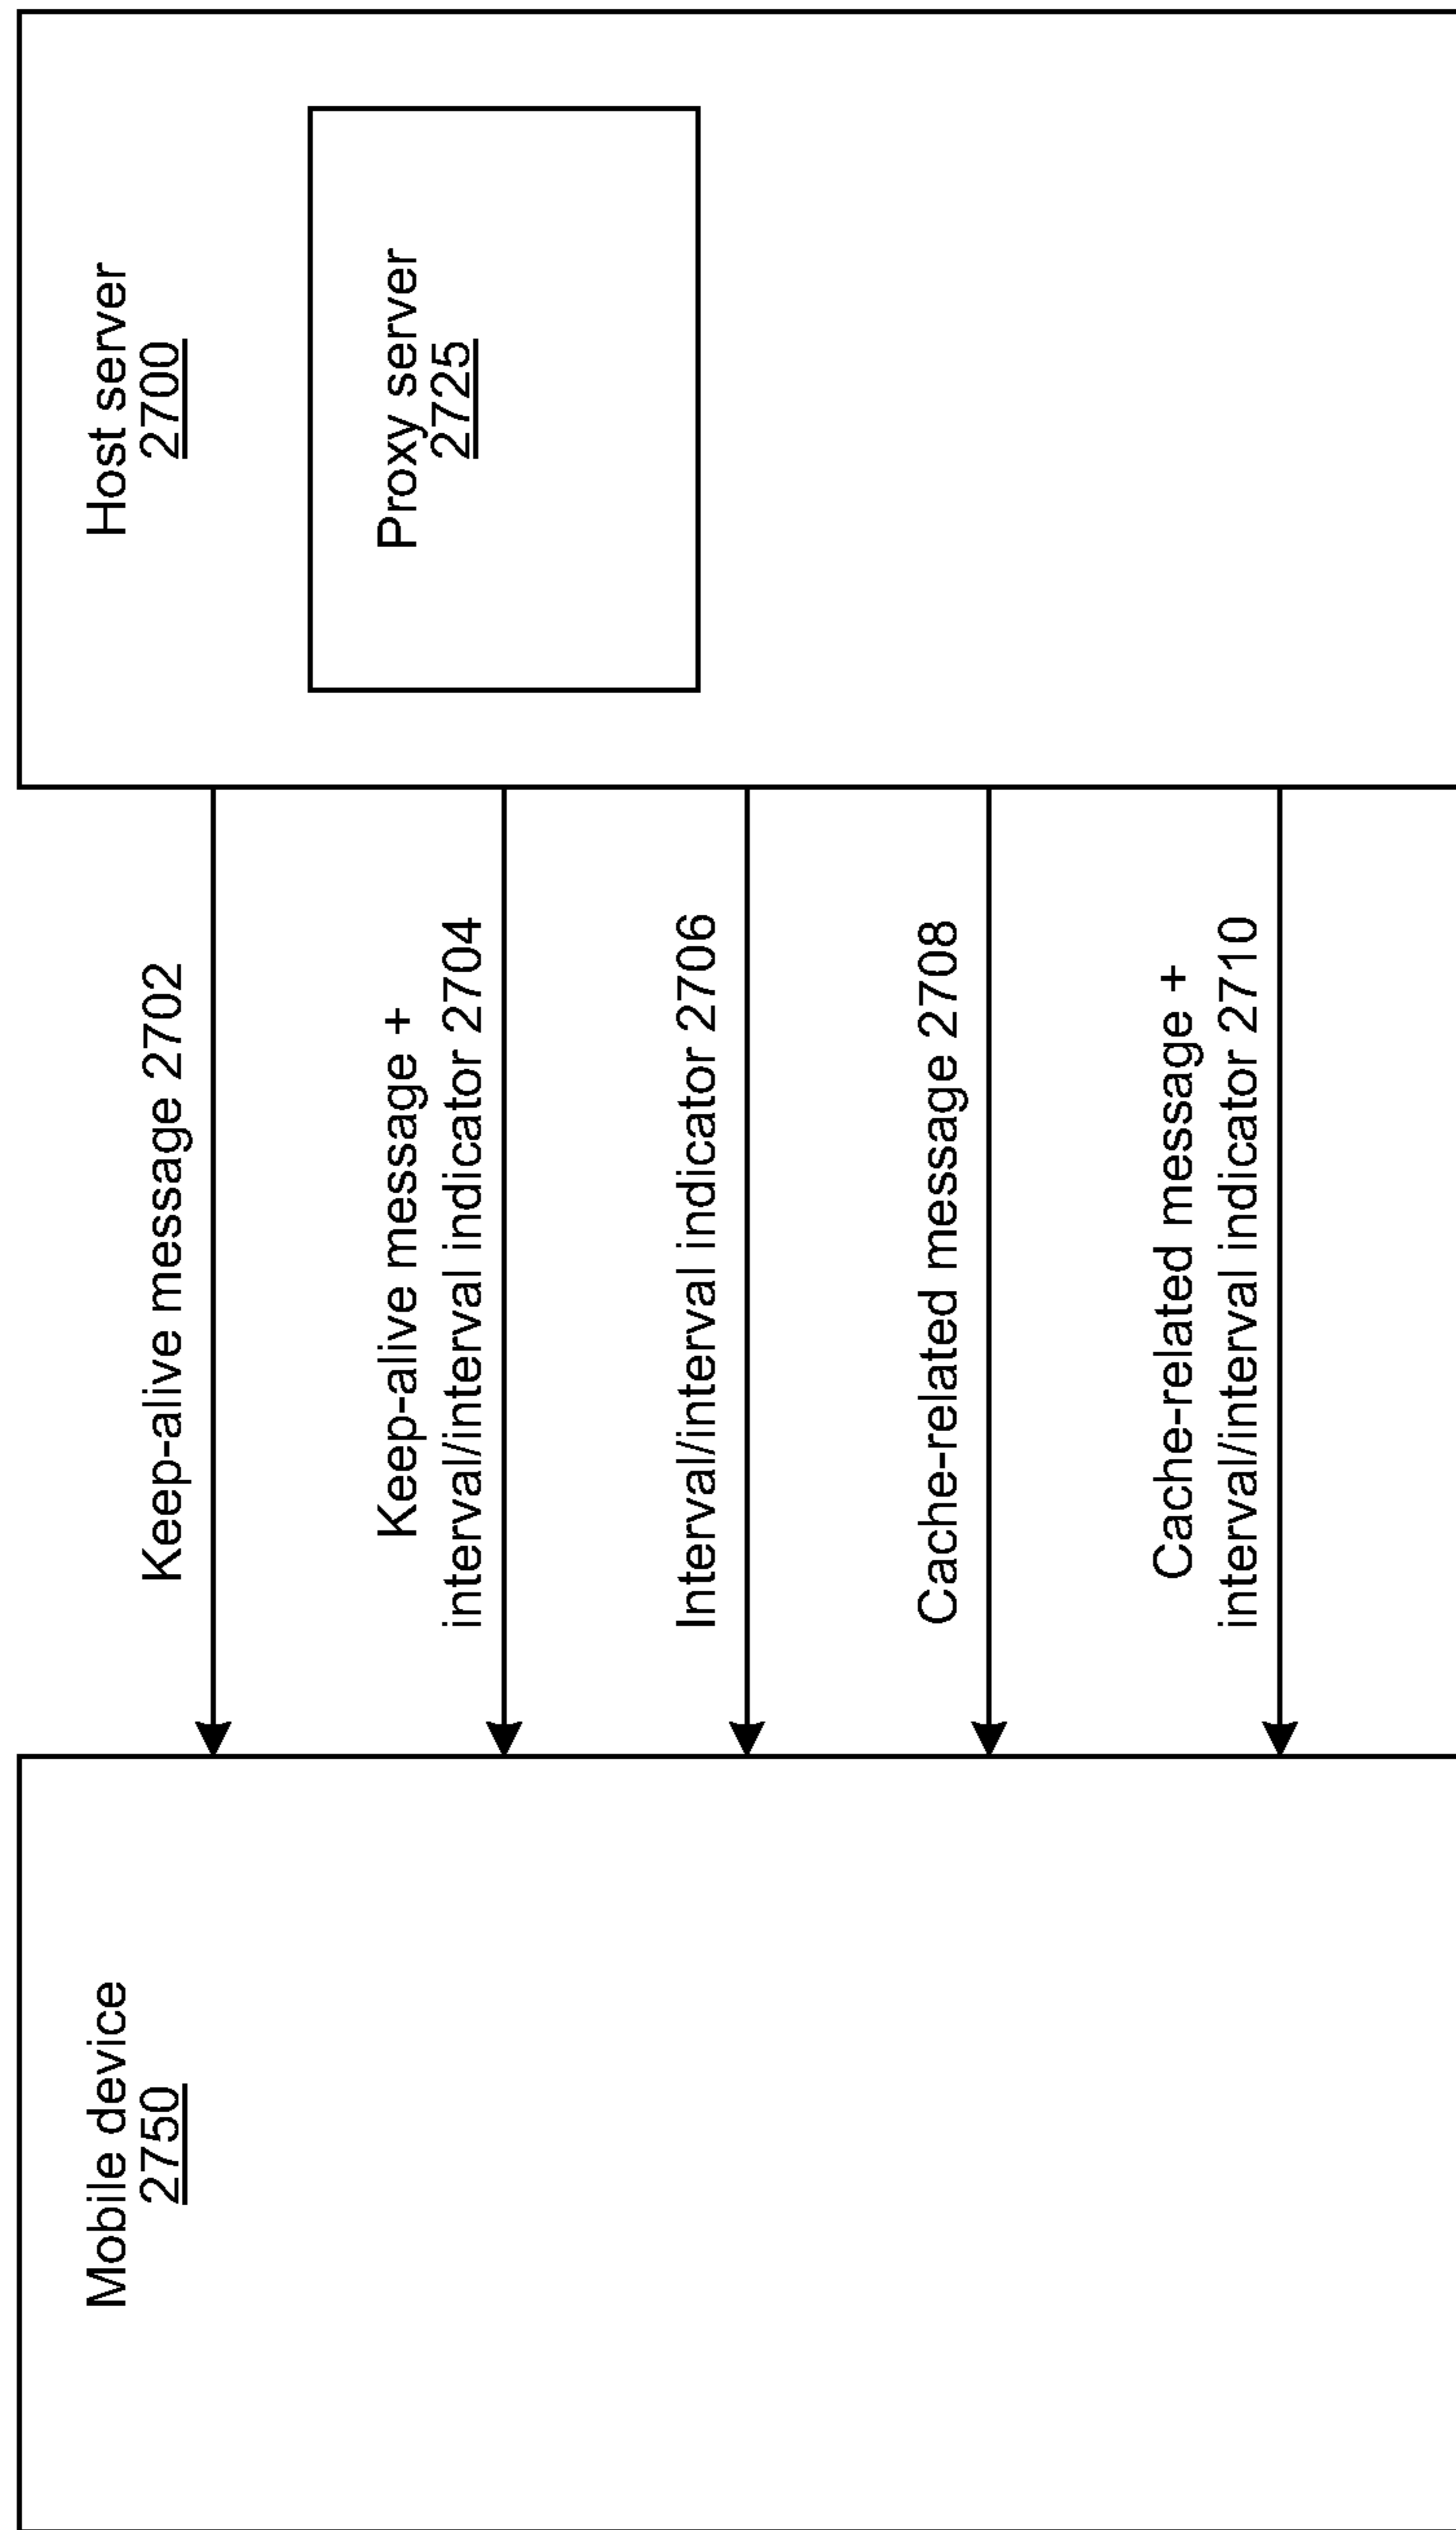 Mobile device
2750
Keep-alive message 2702
Keep-alive message +
interval/interval indicator 2704
Interval/interval indicator 2706
Cache-related message 2708
Cache-related message +
interval/interval indicator 2710
Host server
2700
Proxy server
2725